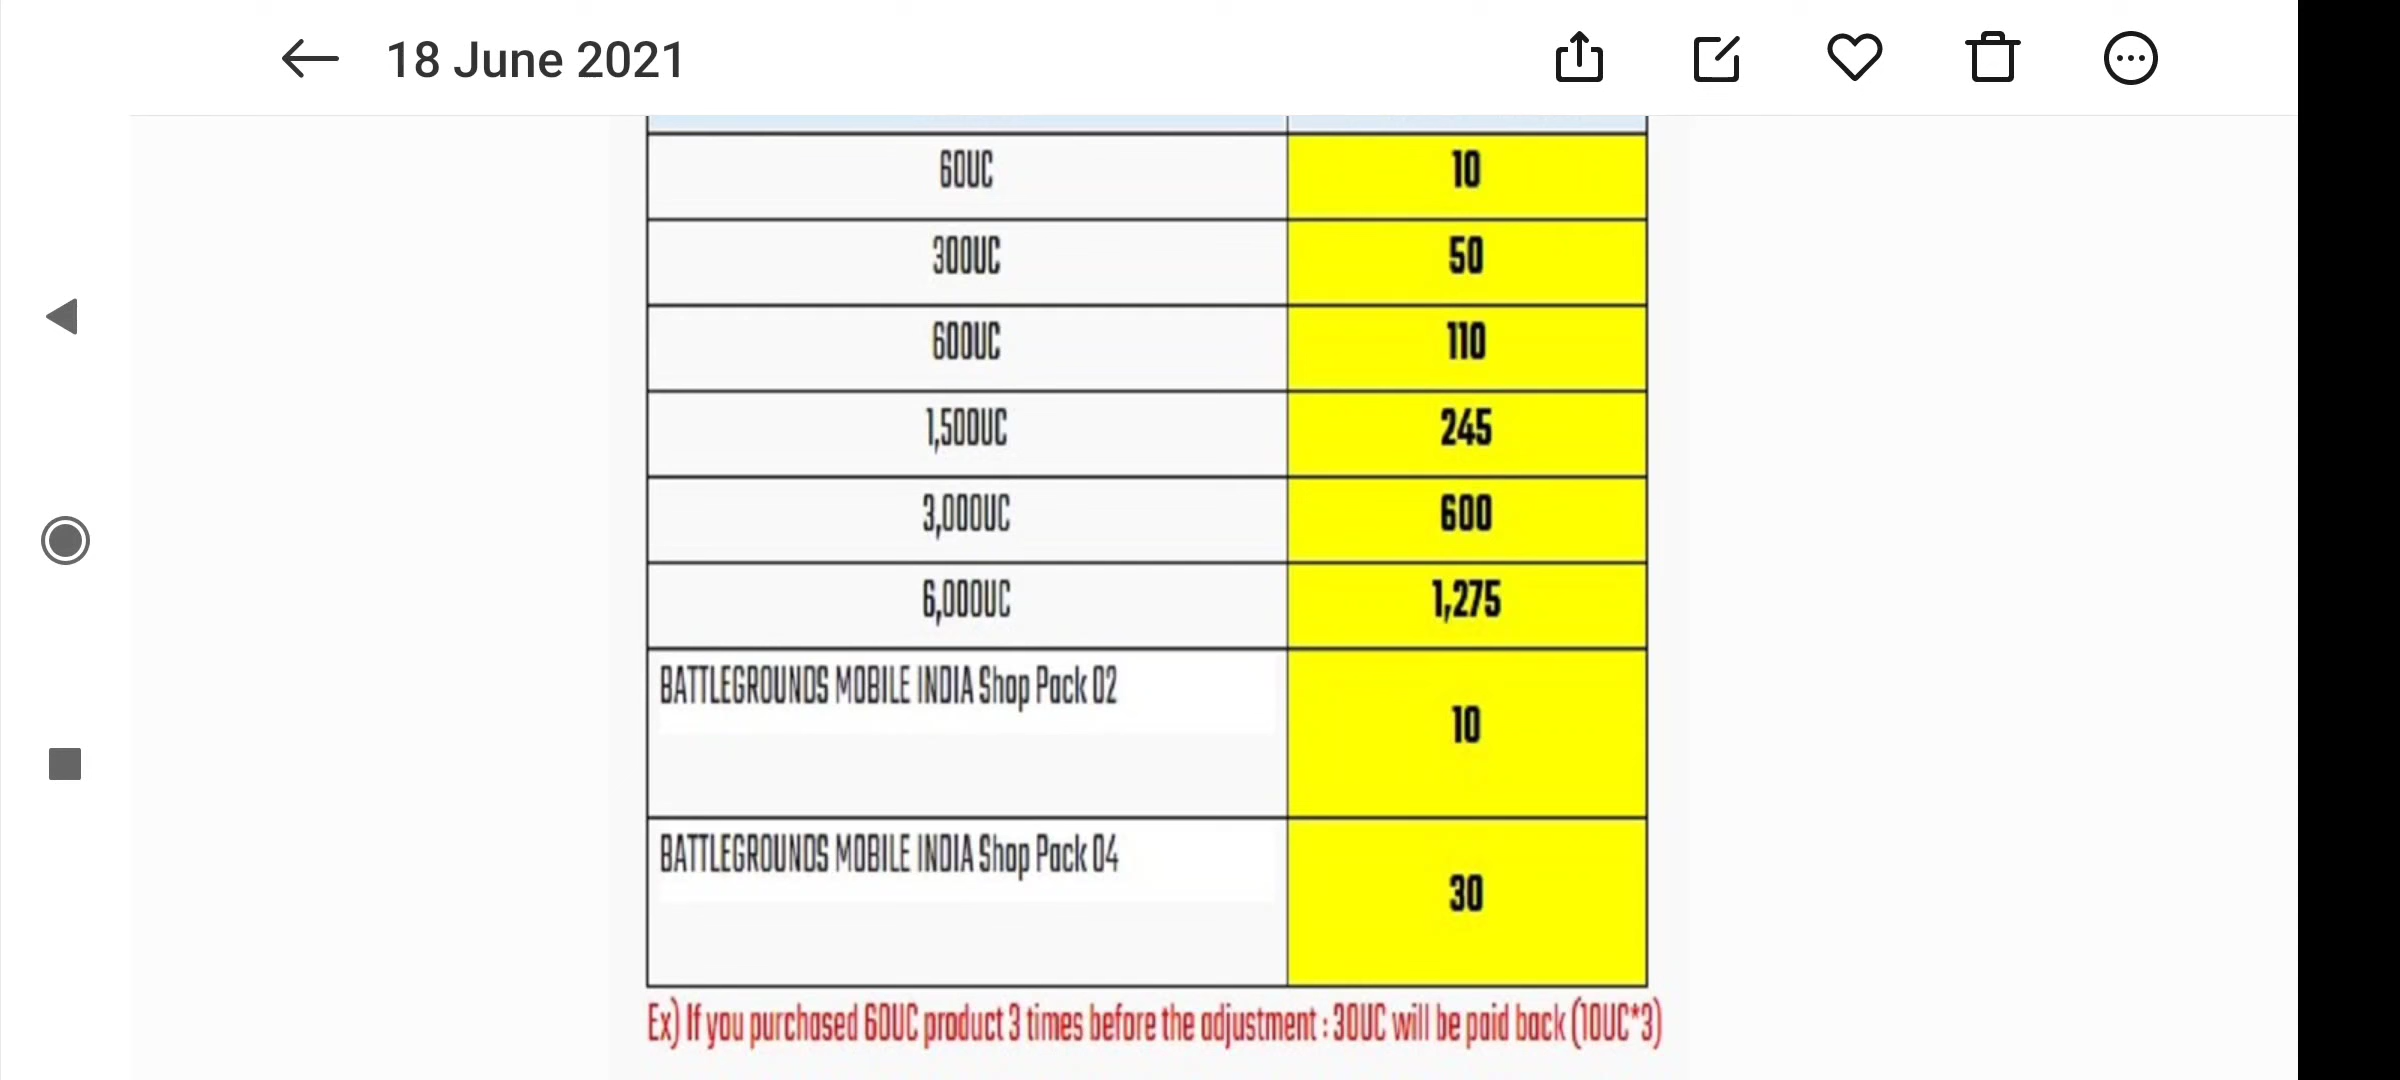 18 June 2021
60UC 10
300UC 50
600UC 110
1,500UC 245
3,000UC 600
6,000UC 1,275
BATTLEGROUNDS MOBILE INDIA Shop Pack 02 10
BATTLEGROUNDS MOBILE INDIA Shop Pack 04 30
Ex) If you purchased 60UC product 3 times before the adjustment : 30UC will be paid back (10UC*3)